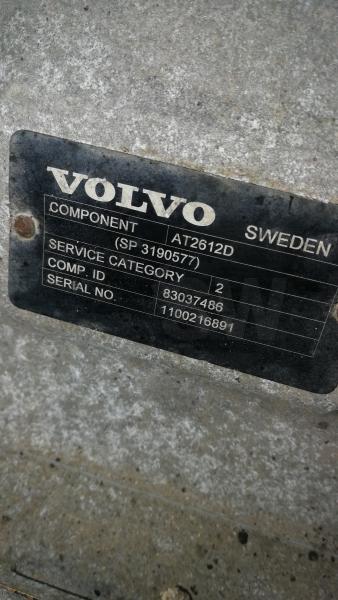 VOLVO SWEDEN
COMPONENT AT2612D
(SP 3190577)
SERVICE CATEGORY 2
COMP. ID 83037486
SERIAL NO. 1100216891